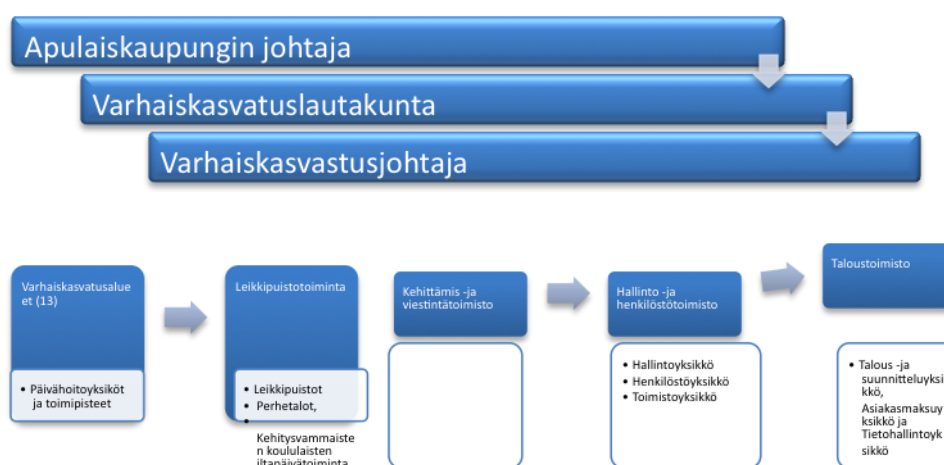 Apulaiskaupungin johtaja
Varhaiskasvatuslautakunta
Varhaiskasvastusjohtaja
Varhaiskasvatusalue
et (13)
• Päivähoitoyksiköt
ja toimipisteet
Leikkipuistotoiminta
• Leikkipuistot
• Perhetalot,
•
Kehitysvammaiste
n koululaisten
iltapäivätoiminta
Kehittämis -ja
viestintätoimisto
Hallinto -ja
henkilöstötoimisto
• Hallintoyksikkö
• Henkilöstöyksikkö
• Toimistoyksikkö
Taloustoimisto
• Talous -ja
suunnitteluyksi
kkö,
Asiakasmaksuy
ksikkö ja
Tietohallintoyk
sikkö